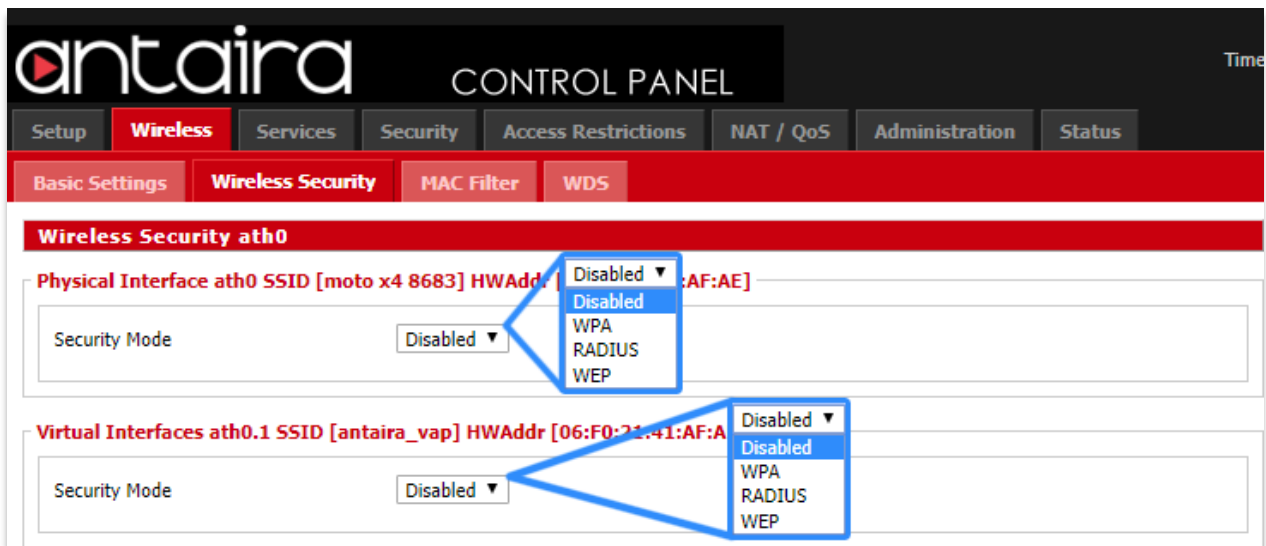 antaira CONTROL PANEL
Time
Setup Wireless Services Security Access Restrictions NAT / QoS Administration Status
Basic Settings Wireless Security MAC Filter WDS
Wireless Security ath0
Physical Interface ath0 SSID [moto x4 8683] HWAddr [ :AF:AE]
Disabled ▼
Disabled
WPA
RADIUS
WEP
Security Mode Disabled ▼
Virtual Interfaces ath0.1 SSID [antaira_vap] HWAddr [06:F0:21:41:AF:A
Disabled ▼
Disabled
WPA
RADIUS
WEP
Security Mode Disabled ▼